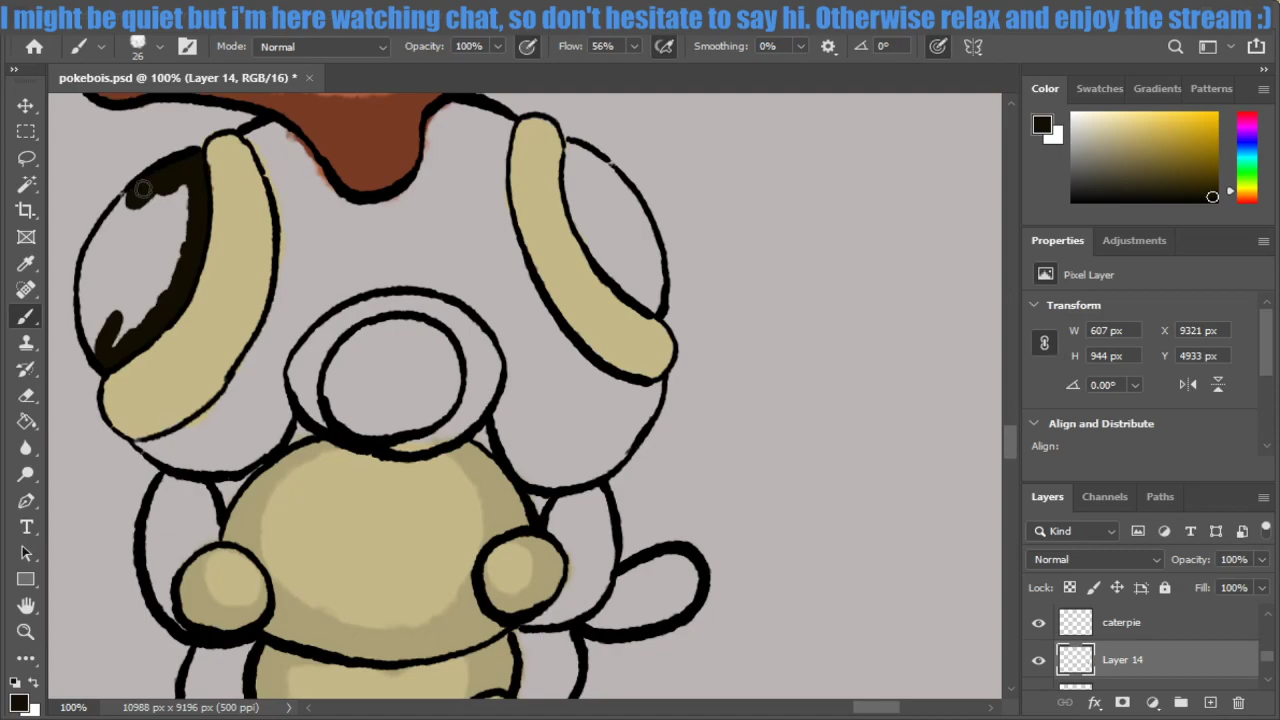 I might be quiet but i'm here watching chat, so don't hesitate to say hi. Otherwise relax and enjoy the stream :)
26 Mode: Normal Opacity: 100% Flow: 56% Smoothing: 0% 0°
pokebois.psd @ 100% (Layer 14, RGB/16) *
Color Swatches Gradients Patterns
Properties Adjustments
Pixel Layer
Transform
W 607 px X 9321 px
H 944 px Y 4933 px
0.00°
Align and Distribute
Align:
Layers Channels Paths
Kind
Normal Opacity: 100%
Lock: Fill: 100%
caterpie
Layer 14
100% 10988 px x 9196 px (500 ppi)